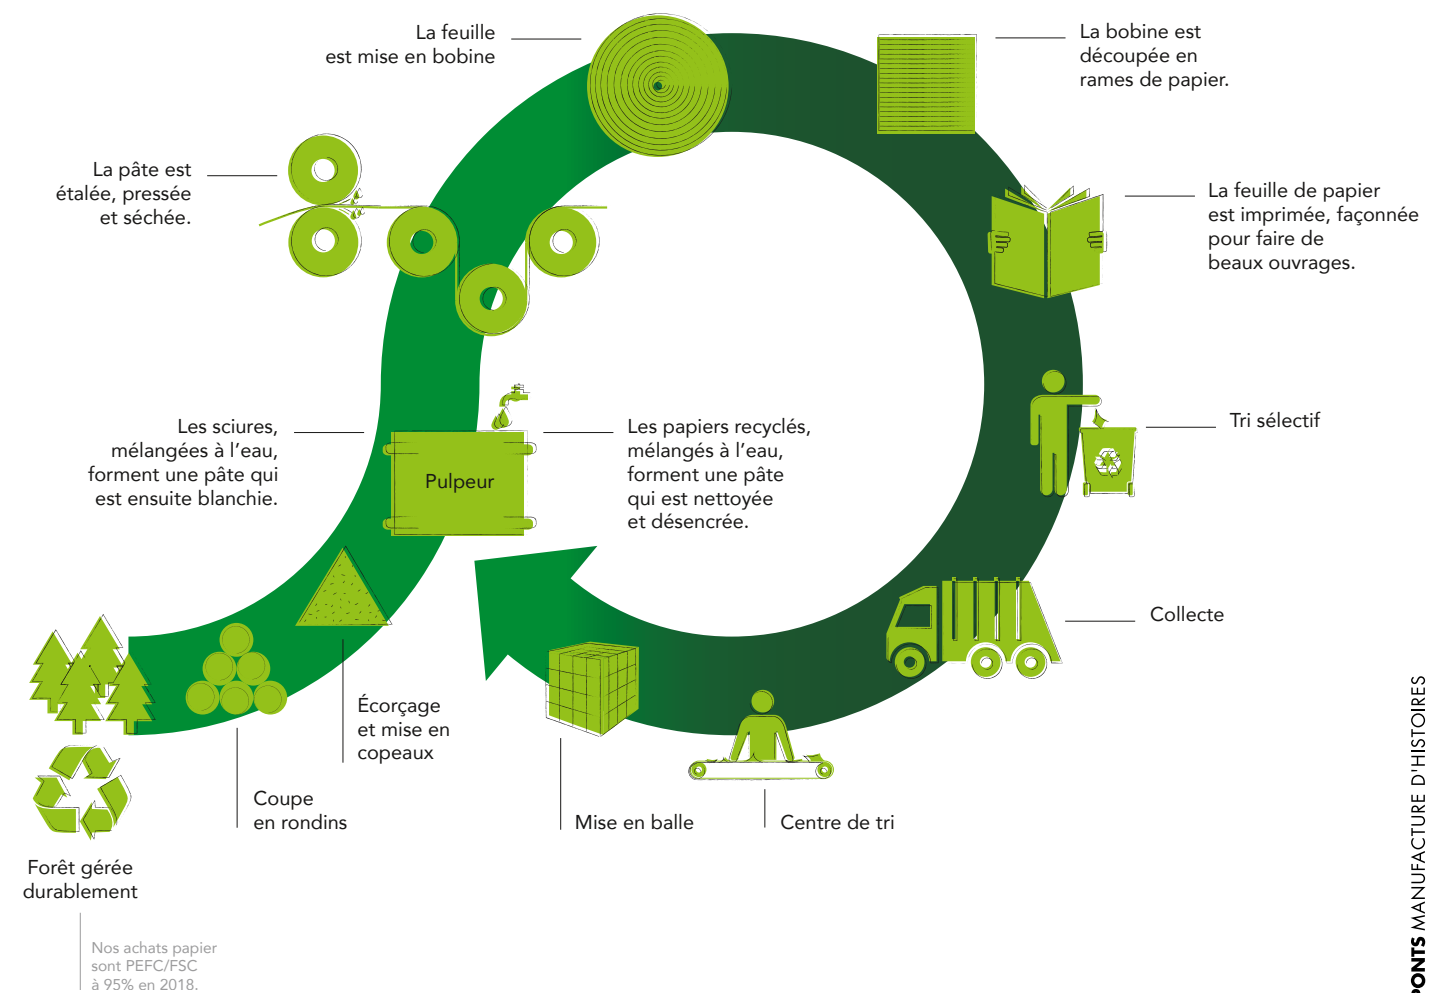 La feuille
est mise en bobine
La bobine est
découpée en
rames de papier.
La pâte est
étalée, pressée
et séchée.
La feuille de papier
est imprimée, façonnée
pour faire de
beaux ouvrages.
Les sciures,
mélangées à l'eau,
forment une pâte qui
est ensuite blanchie.
Pulpeur
Les papiers recyclés,
mélangés à l'eau,
forment une pâte
qui est nettoyée
et désencrée.
Tri sélectif
Collecte
Écorçage
et mise en
copeaux
Coupe
en rondins
Mise en balle
Centre de tri
Forêt gérée
durablement
Nos achats papier
sont PEFC/FSC
à 95% en 2018.
PONTS MANUFACTURE D'HISTOIRES